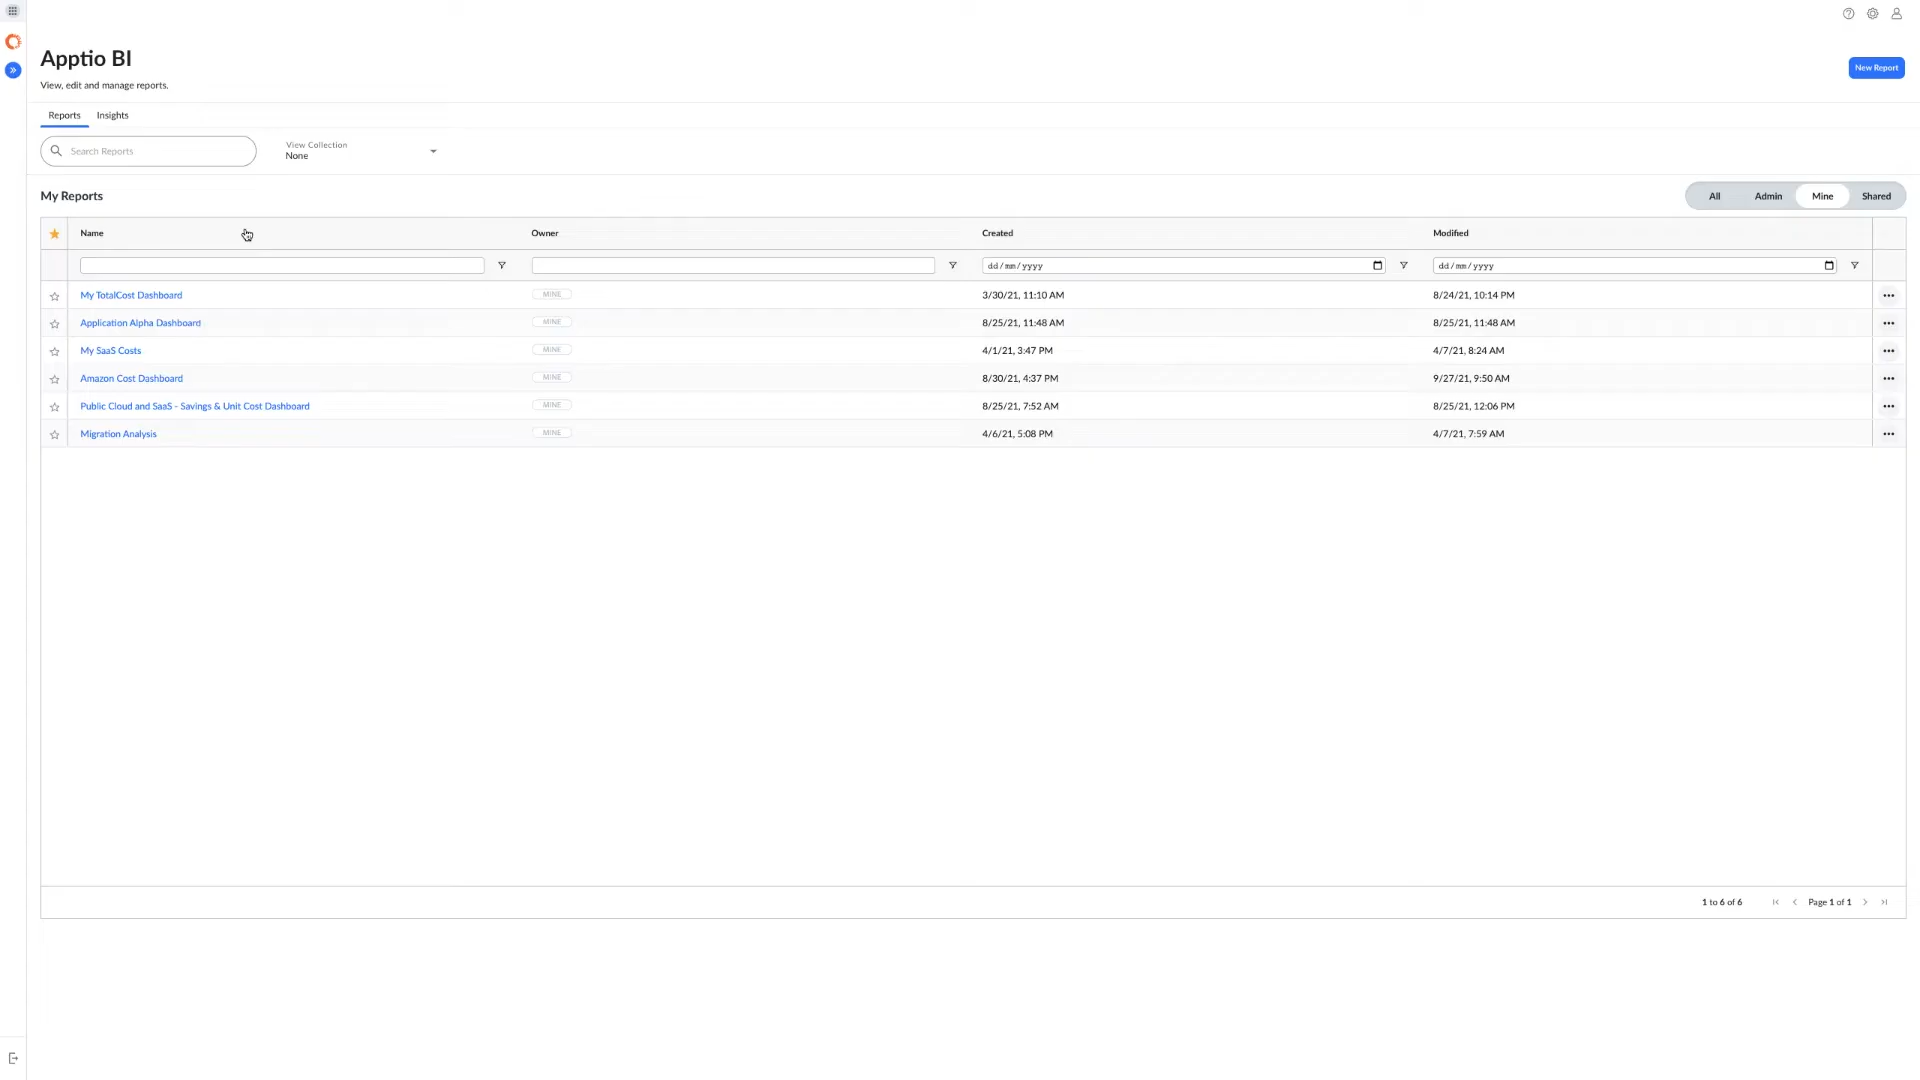 Apptio BI
New Report
View, edit and manage reports.
Reports Insights
Search Reports
View Collection
None
My Reports
All Admin Mine Shared
Name Owner Created Modified
dd/mm/yyyy dd/mm/yyyy
My TotalCost Dashboard MINE 3/30/21, 11:10 AM 8/24/21, 10:14 PM
Application Alpha Dashboard MINE 8/25/21, 11:48 AM 8/25/21, 11:48 AM
My SaaS Costs MINE 4/1/21, 3:47 PM 4/7/21, 8:24 AM
Amazon Cost Dashboard MINE 8/30/21, 4:37 PM 9/27/21, 9:50 AM
Public Cloud and SaaS - Savings & Unit Cost Dashboard MINE 8/25/21, 7:52 AM 8/25/21, 12:06 PM
Migration Analysis MINE 4/6/21, 5:08 PM 4/7/21, 7:59 AM
1 to 6 of 6 Page 1 of 1